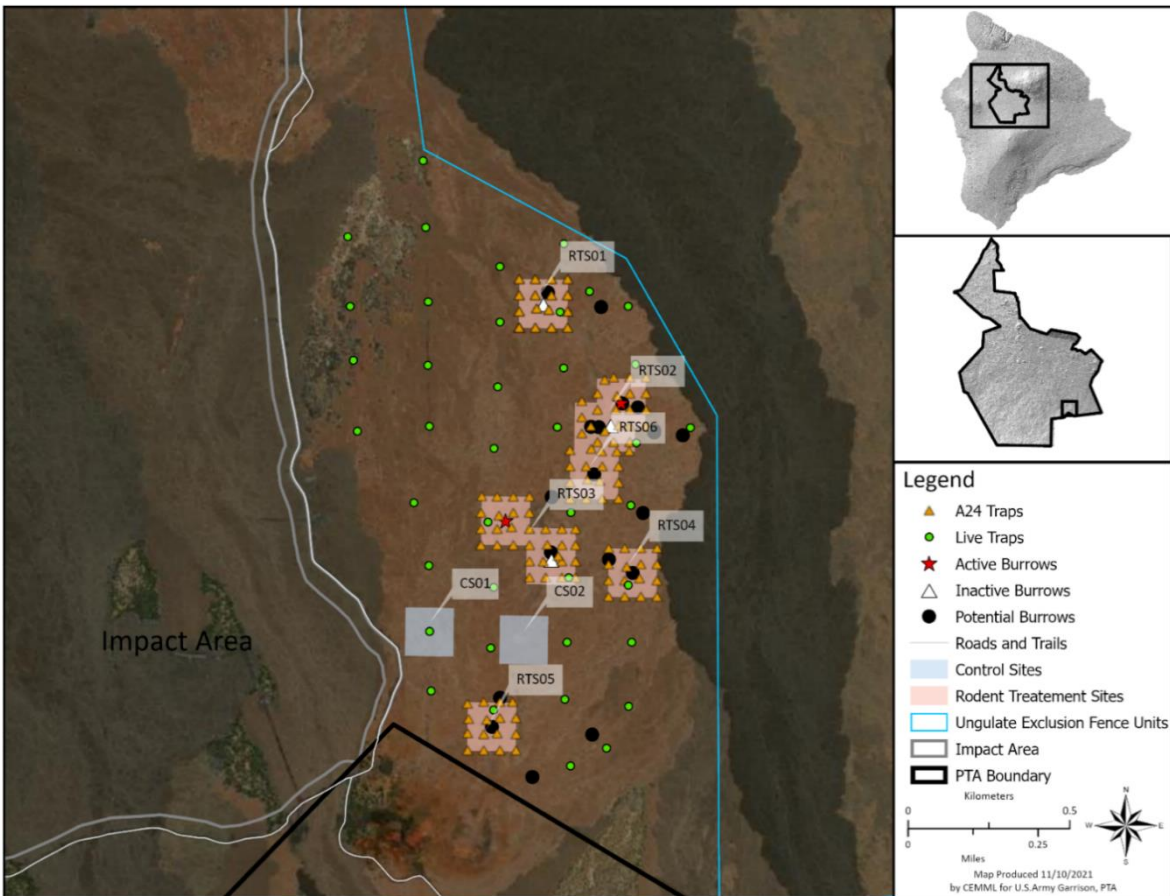 RTS01
RTS02
RTS06
RTS03
RTS04
CS01
CS02
Impact Area
RTS05
Legend
A24 Traps
Live Traps
Active Burrows
Inactive Burrows
Potential Burrows
Roads and Trails
Control Sites
Rodent Treatement Sites
Ungulate Exclusion Fence Units
Impact Area
PTA Boundary
Kilometers
0 0.5
0 0.25
Miles
N
W E
S
Map Produced 11/10/2021
by CEMML for U.S.Army Garrison, PTA